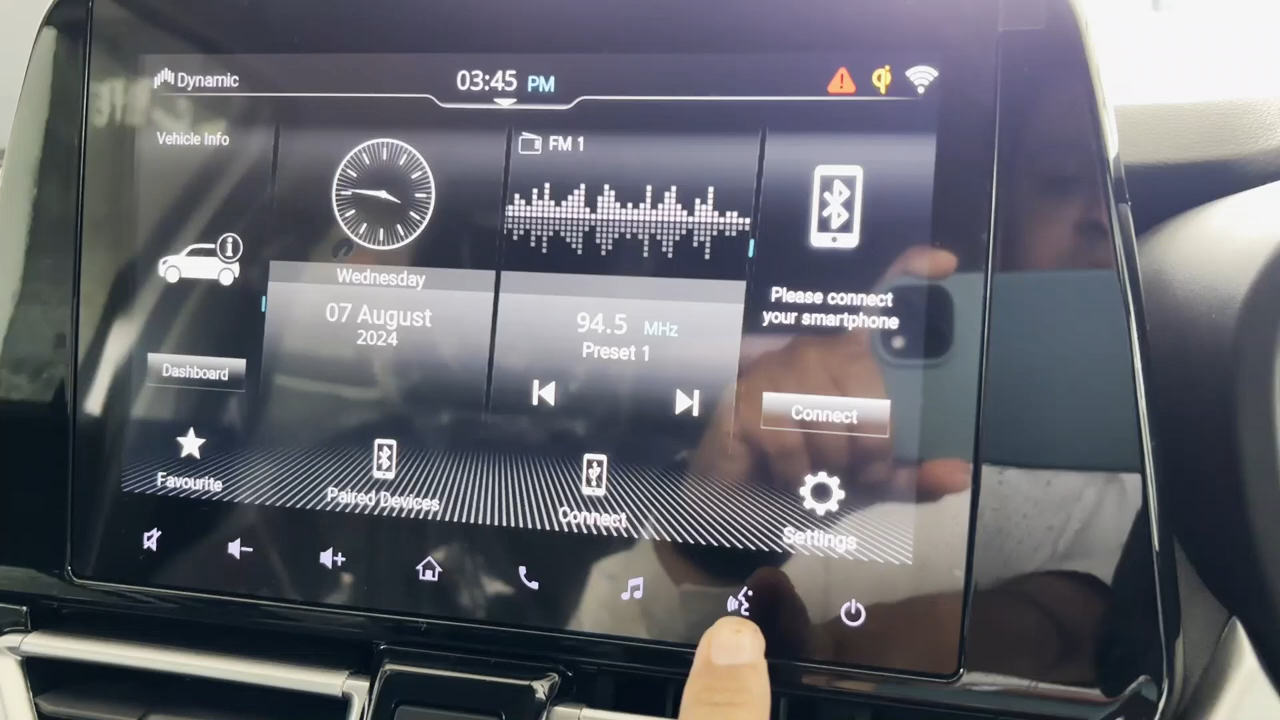 Dynamic
03:45 PM
Vehicle Info
FM 1
Wednesday
07 August
2024
94.5 MHz
Preset 1
Please connect
your smartphone
Dashboard
Connect
Favourite
Paired Devices
Connect
Settings